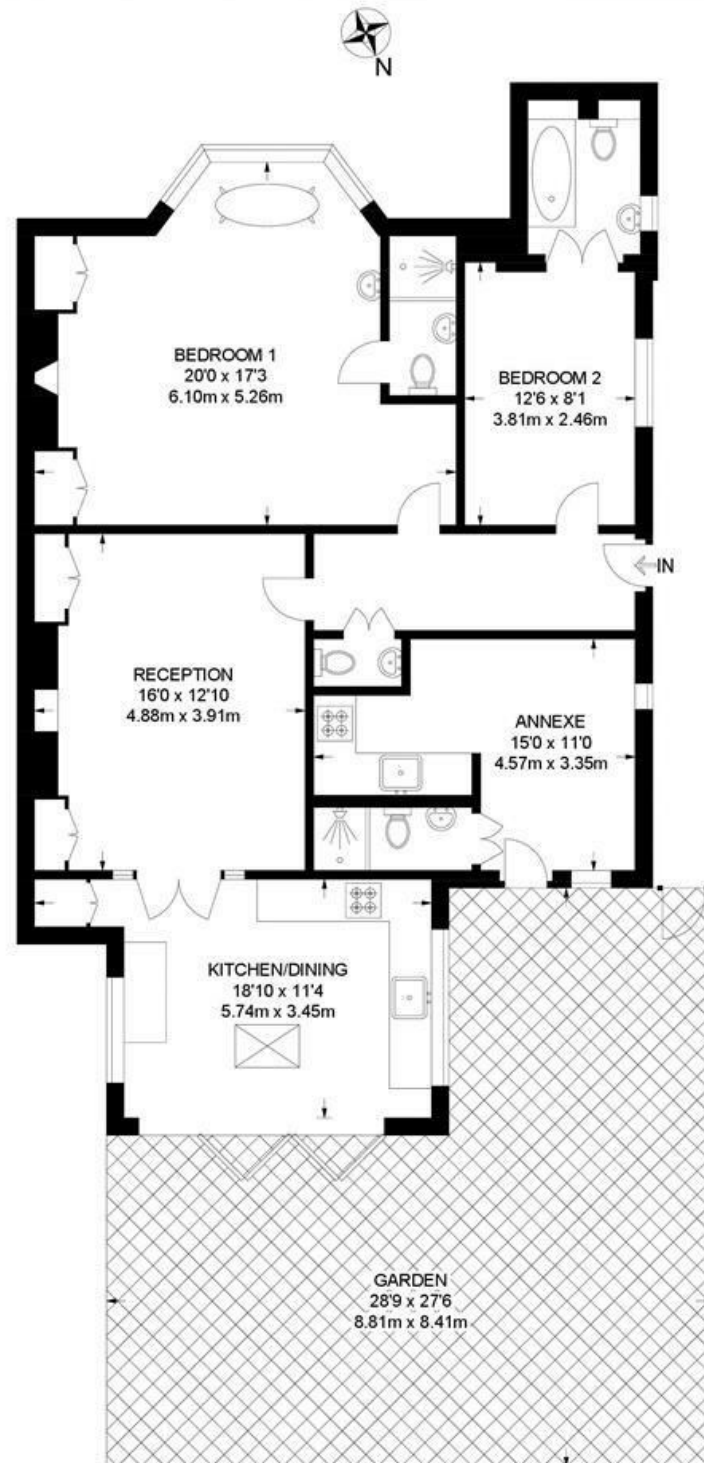 N
BEDROOM 1
20'0 x 17'3
6.10m x 5.26m
BEDROOM 2
12'6 x 8'1
3.81m x 2.46m
IN
RECEPTION
16'0 x 12'10
4.88m x 3.91m
ANNEXE
15'0 x 11'0
4.57m x 3.35m
KITCHEN/DINING
18'10 x 11'4
5.74m x 3.45m
GARDEN
28'9 x 27'6
8.81m x 8.41m